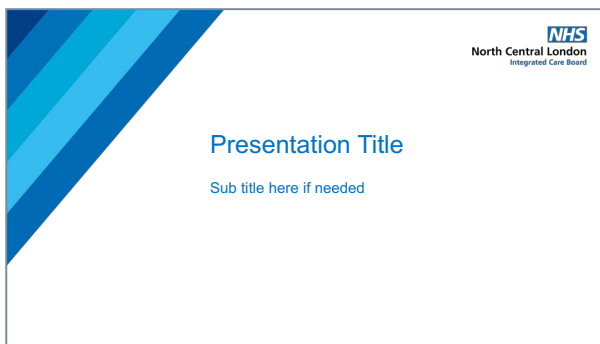 NHS
North Central London
Integrated Care Board
Presentation Title
Sub title here if needed